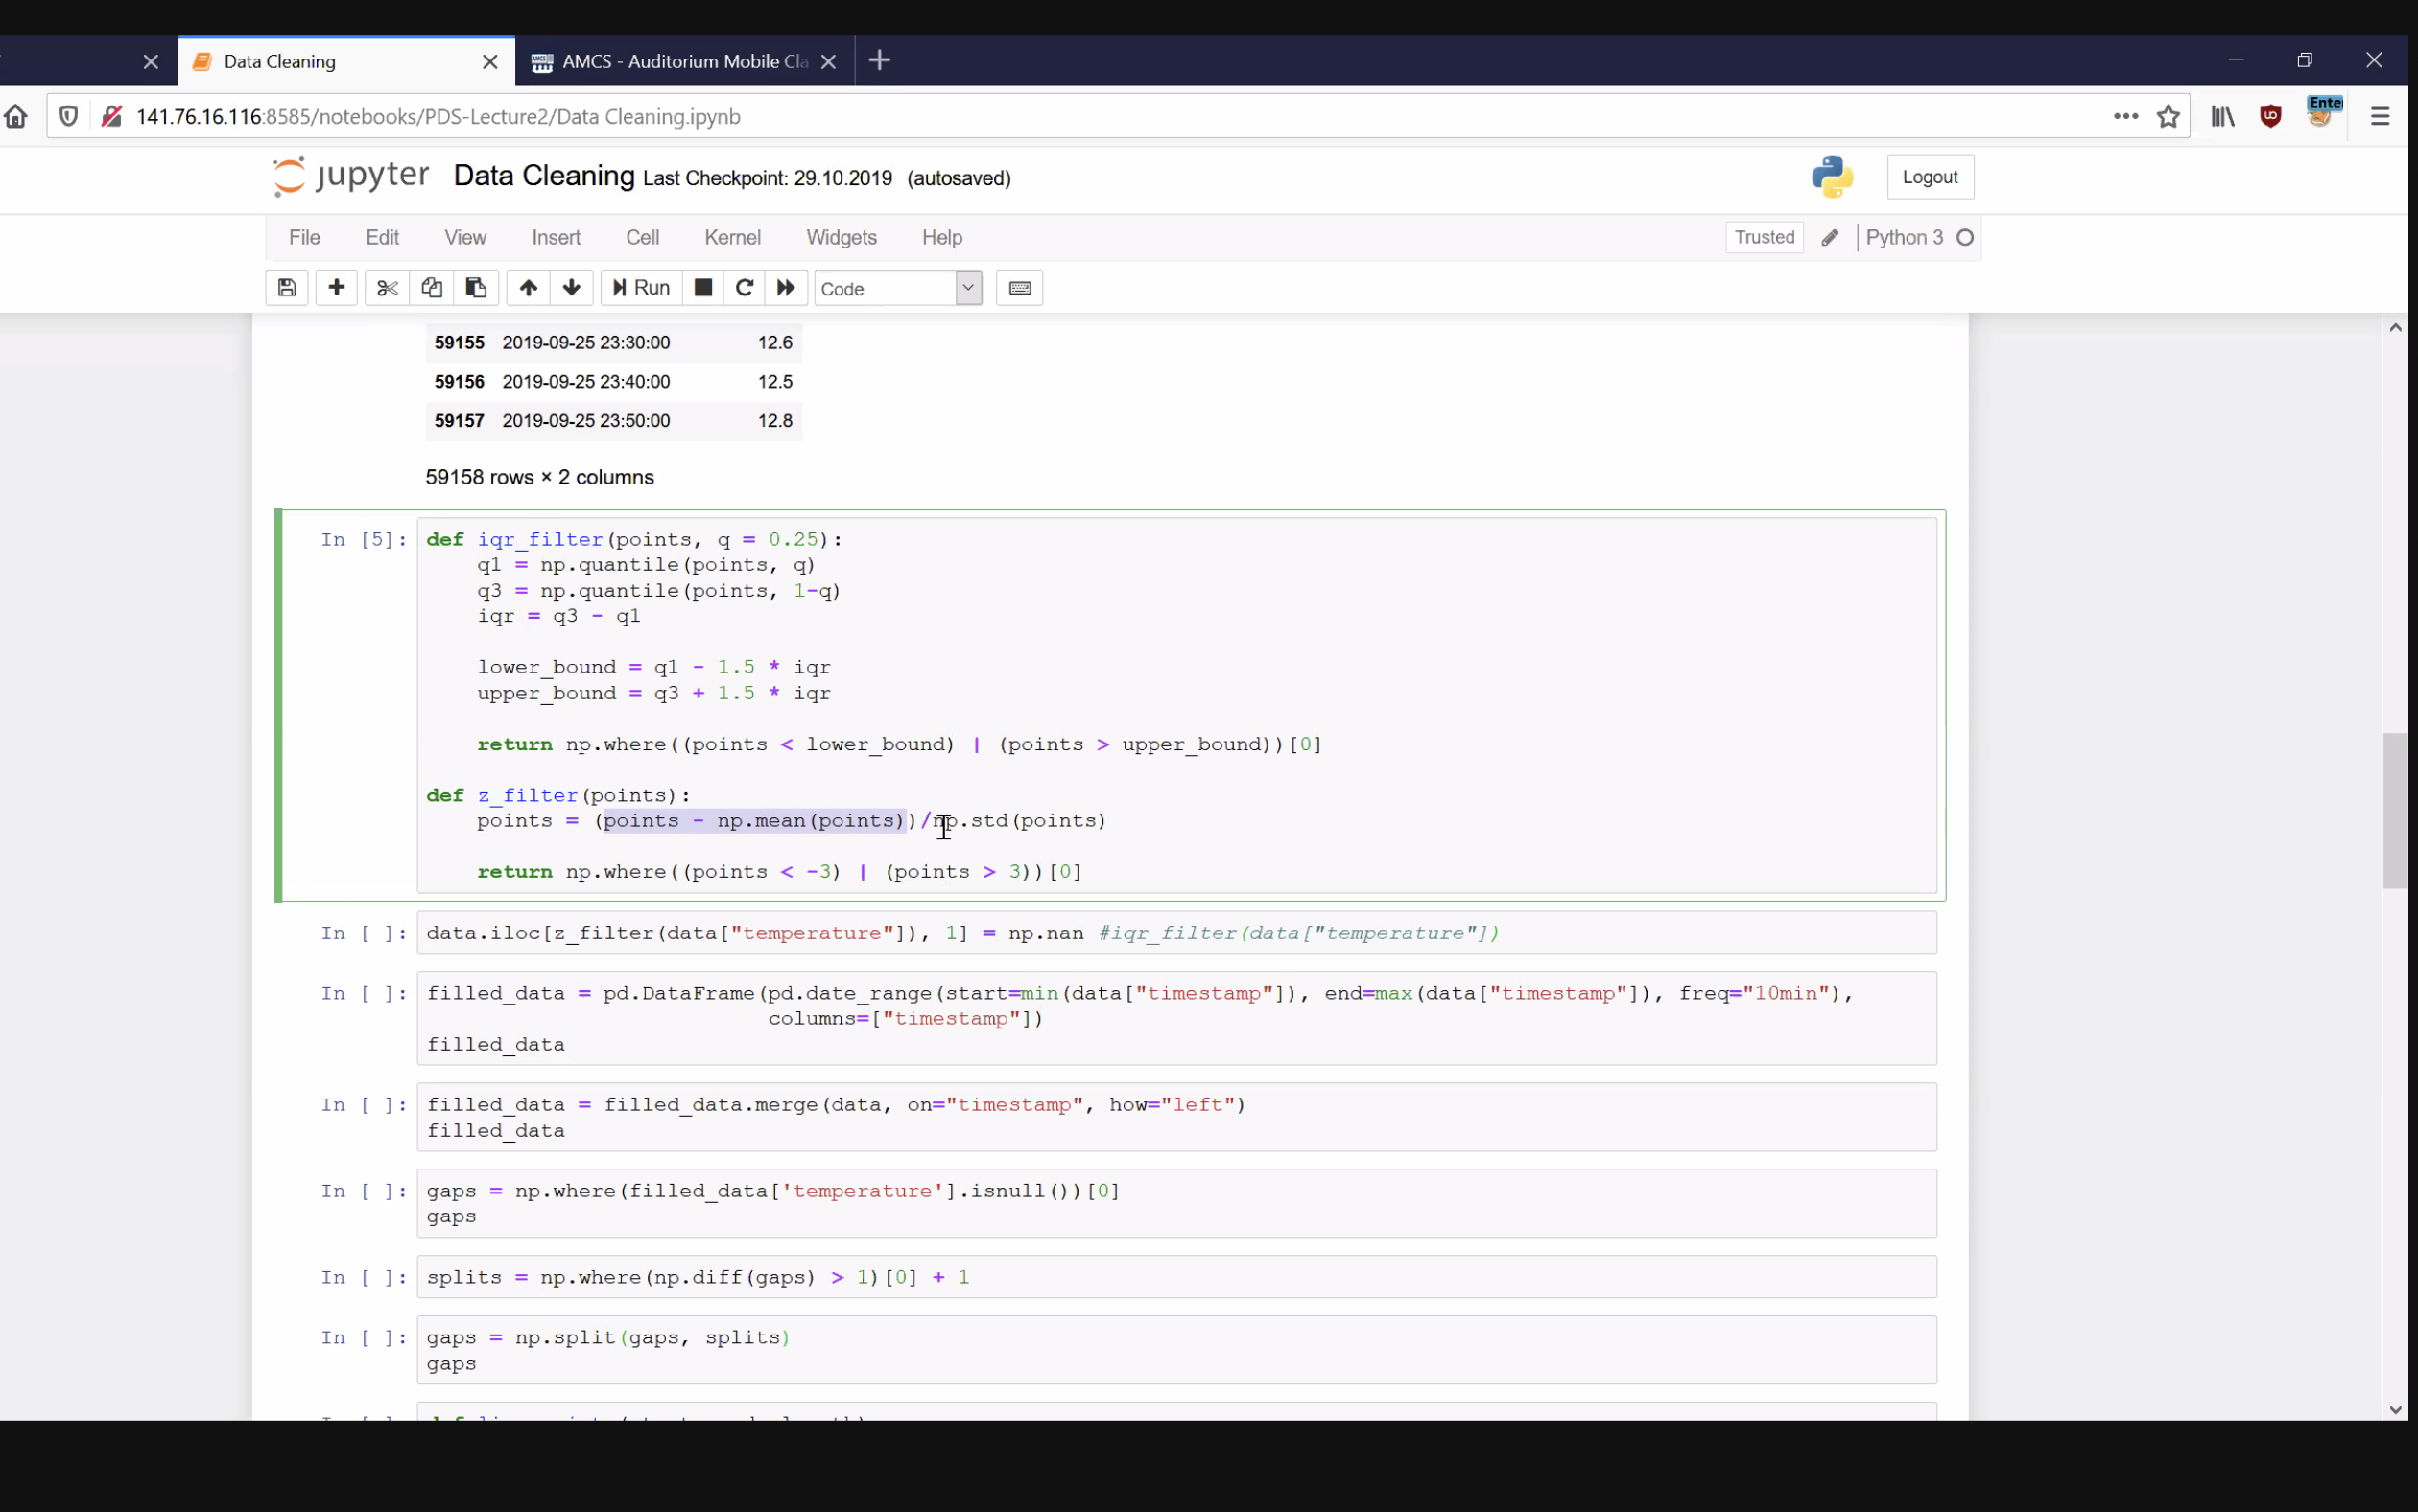 Data Cleaning
AMCS - Auditorium Mobile Cla
141.76.16.116:8585/notebooks/PDS-Lecture2/Data Cleaning.ipynb
Ente
jupyter Data Cleaning Last Checkpoint: 29.10.2019 (autosaved)
Logout
File Edit View Insert Cell Kernel Widgets Help
Trusted Python 3
Run Code
59155 2019-09-25 23:30:00 12.6
59156 2019-09-25 23:40:00 12.5
59157 2019-09-25 23:50:00 12.8
59158 rows × 2 columns
In [5]: def iqr_filter(points, q = 0.25):
q1 = np.quantile(points, q)
q3 = np.quantile(points, 1-q)
iqr = q3 - q1
lower_bound = q1 - 1.5 * iqr
upper_bound = q3 + 1.5 * iqr
return np.where((points < lower_bound) | (points > upper_bound))[0]
def z_filter(points):
points = (points - np.mean(points))/np.std(points)
return np.where((points < -3) | (points > 3))[0]
In [ ]: data.iloc[z_filter(data["temperature"]), 1] = np.nan #iqr_filter(data["temperature"])
In [ ]: filled_data = pd.DataFrame(pd.date_range(start=min(data["timestamp"]), end=max(data["timestamp"]), freq="10min"),
columns=["timestamp"])
filled_data
In [ ]: filled_data = filled_data.merge(data, on="timestamp", how="left")
filled_data
In [ ]: gaps = np.where(filled_data['temperature'].isnull())[0]
gaps
In [ ]: splits = np.where(np.diff(gaps) > 1)[0] + 1
In [ ]: gaps = np.split(gaps, splits)
gaps